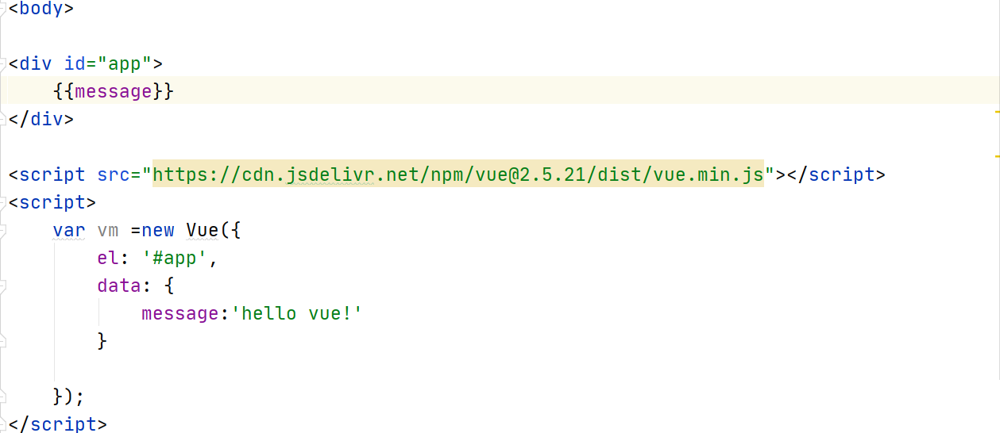 <body>
<div id="app">
    {{message}}
</div>
<script src="https://cdn.jsdelivr.net/npm/vue@2.5.21/dist/vue.min.js"></script>
<script>
    var vm =new Vue({
        el: '#app',
        data: {
            message:'hello vue!'
        }
    });
</script>